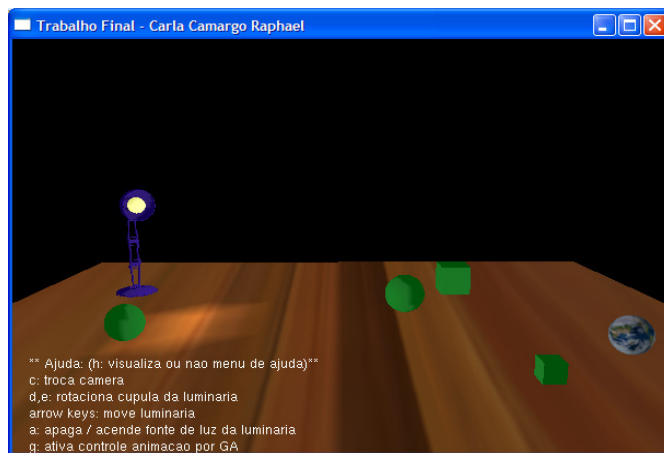 Trabalho Final - Carla Camargo Raphael
** Ajuda: (h: visualiza ou nao menu de ajuda)**
c: troca camera
d,e: rotaciona cupula da luminaria
arrow keys: move luminaria
a: apaga / acende fonte de luz da luminaria
g: ativa controle animacao por GA